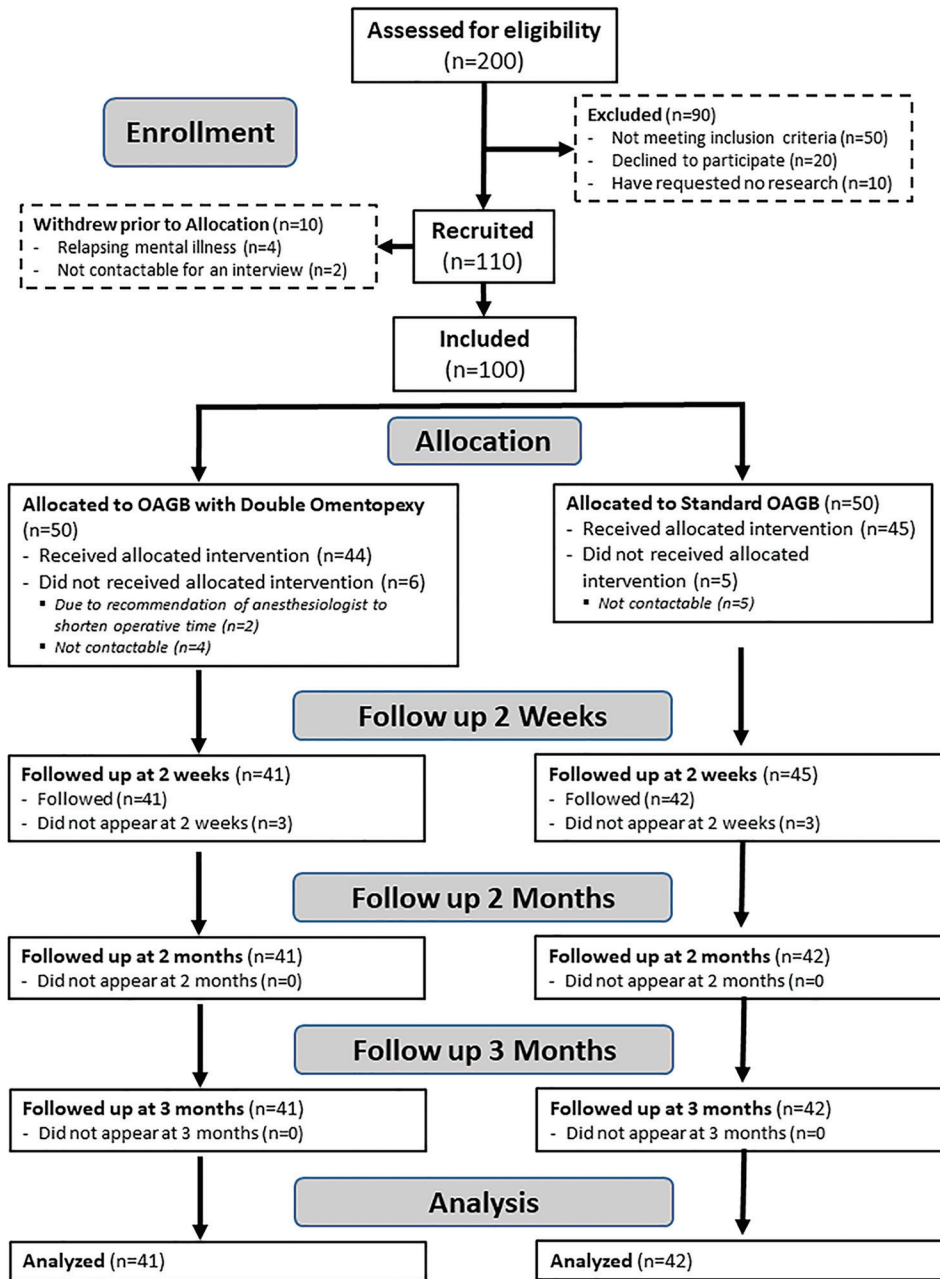 Assessed for eligibility
(n=200)
Enrollment
Excluded (n=90)
- Not meeting inclusion criteria (n=50)
- Declined to participate (n=20)
- Have requested no research (n=10)
Withdrew prior to Allocation (n=10)
- Relapsing mental illness (n=4)
- Not contactable for an interview (n=2)
Recruited
(n=110)
Included
(n=100)
Allocation
Allocated to OAGB with Double Omentopexy
(n=50)
- Received allocated intervention (n=44)
- Did not received allocated intervention (n=6)
▪ Due to recommendation of anesthesiologist to
shorten operative time (n=2)
▪ Not contactable (n=4)
Allocated to Standard OAGB (n=50)
- Received allocated intervention (n=45)
- Did not received allocated
intervention (n=5)
▪ Not contactable (n=5)
Follow up 2 Weeks
Followed up at 2 weeks (n=41)
- Followed (n=41)
- Did not appear at 2 weeks (n=3)
Followed up at 2 weeks (n=45)
- Followed (n=42)
- Did not appear at 2 weeks (n=3)
Follow up 2 Months
Followed up at 2 months (n=41)
- Did not appear at 2 months (n=0)
Followed up at 2 months (n=42)
- Did not appear at 2 months (n=0
Follow up 3 Months
Followed up at 3 months (n=41)
- Did not appear at 3 months (n=0)
Followed up at 3 months (n=42)
- Did not appear at 3 months (n=0
Analysis
Analyzed (n=41)
Analyzed (n=42)